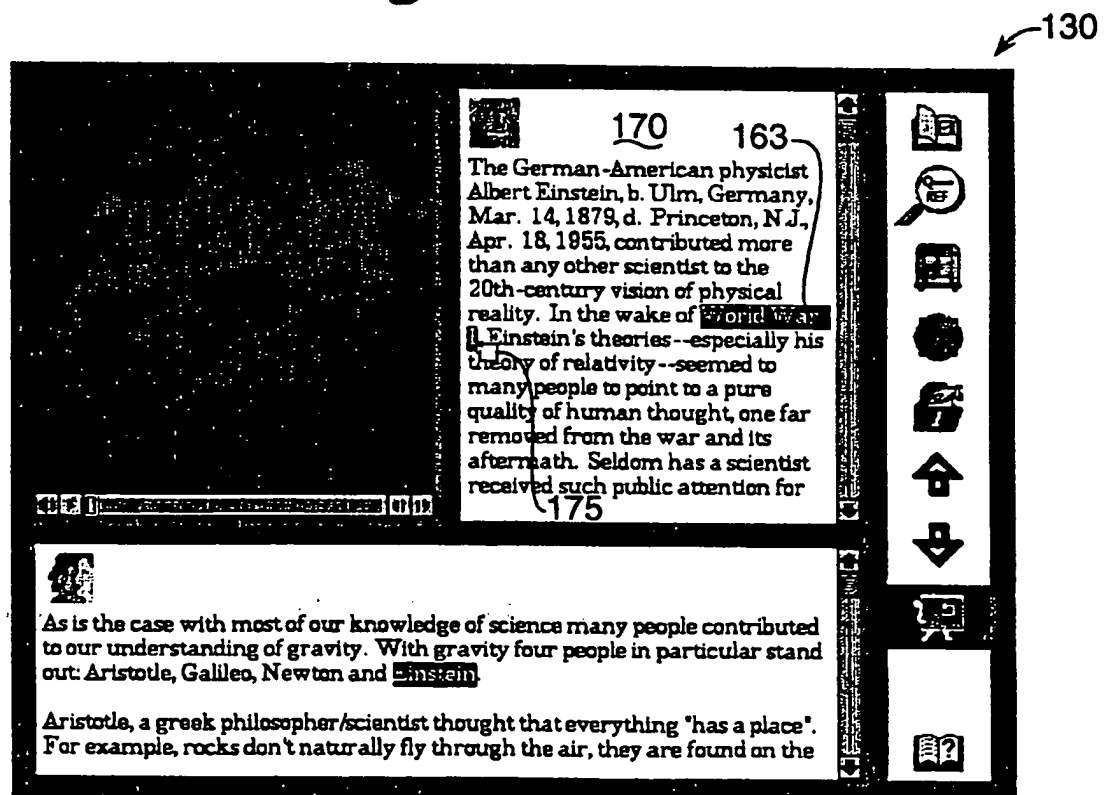 130
170
163
The German-American physicist
Albert Einstein, b. Ulm, Germany,
Mar. 14, 1879, d. Princeton, N.J.,
Apr. 18, 1955, contributed more
than any other scientist to the
20th-century vision of physical
reality. In the wake of World War
I, Einstein's theories--especially his
theory of relativity--seemed to
many people to point to a pure
quality of human thought, one far
removed from the war and its
aftermath. Seldom has a scientist
received such public attention for
175
REF
As is the case with most of our knowledge of science many people contributed
to our understanding of gravity. With gravity four people in particular stand
out: Aristotle, Galileo, Newton and Einstein.
Aristotle, a greek philosopher/scientist thought that everything "has a place".
For example, rocks don't naturally fly through the air, they are found on the
?